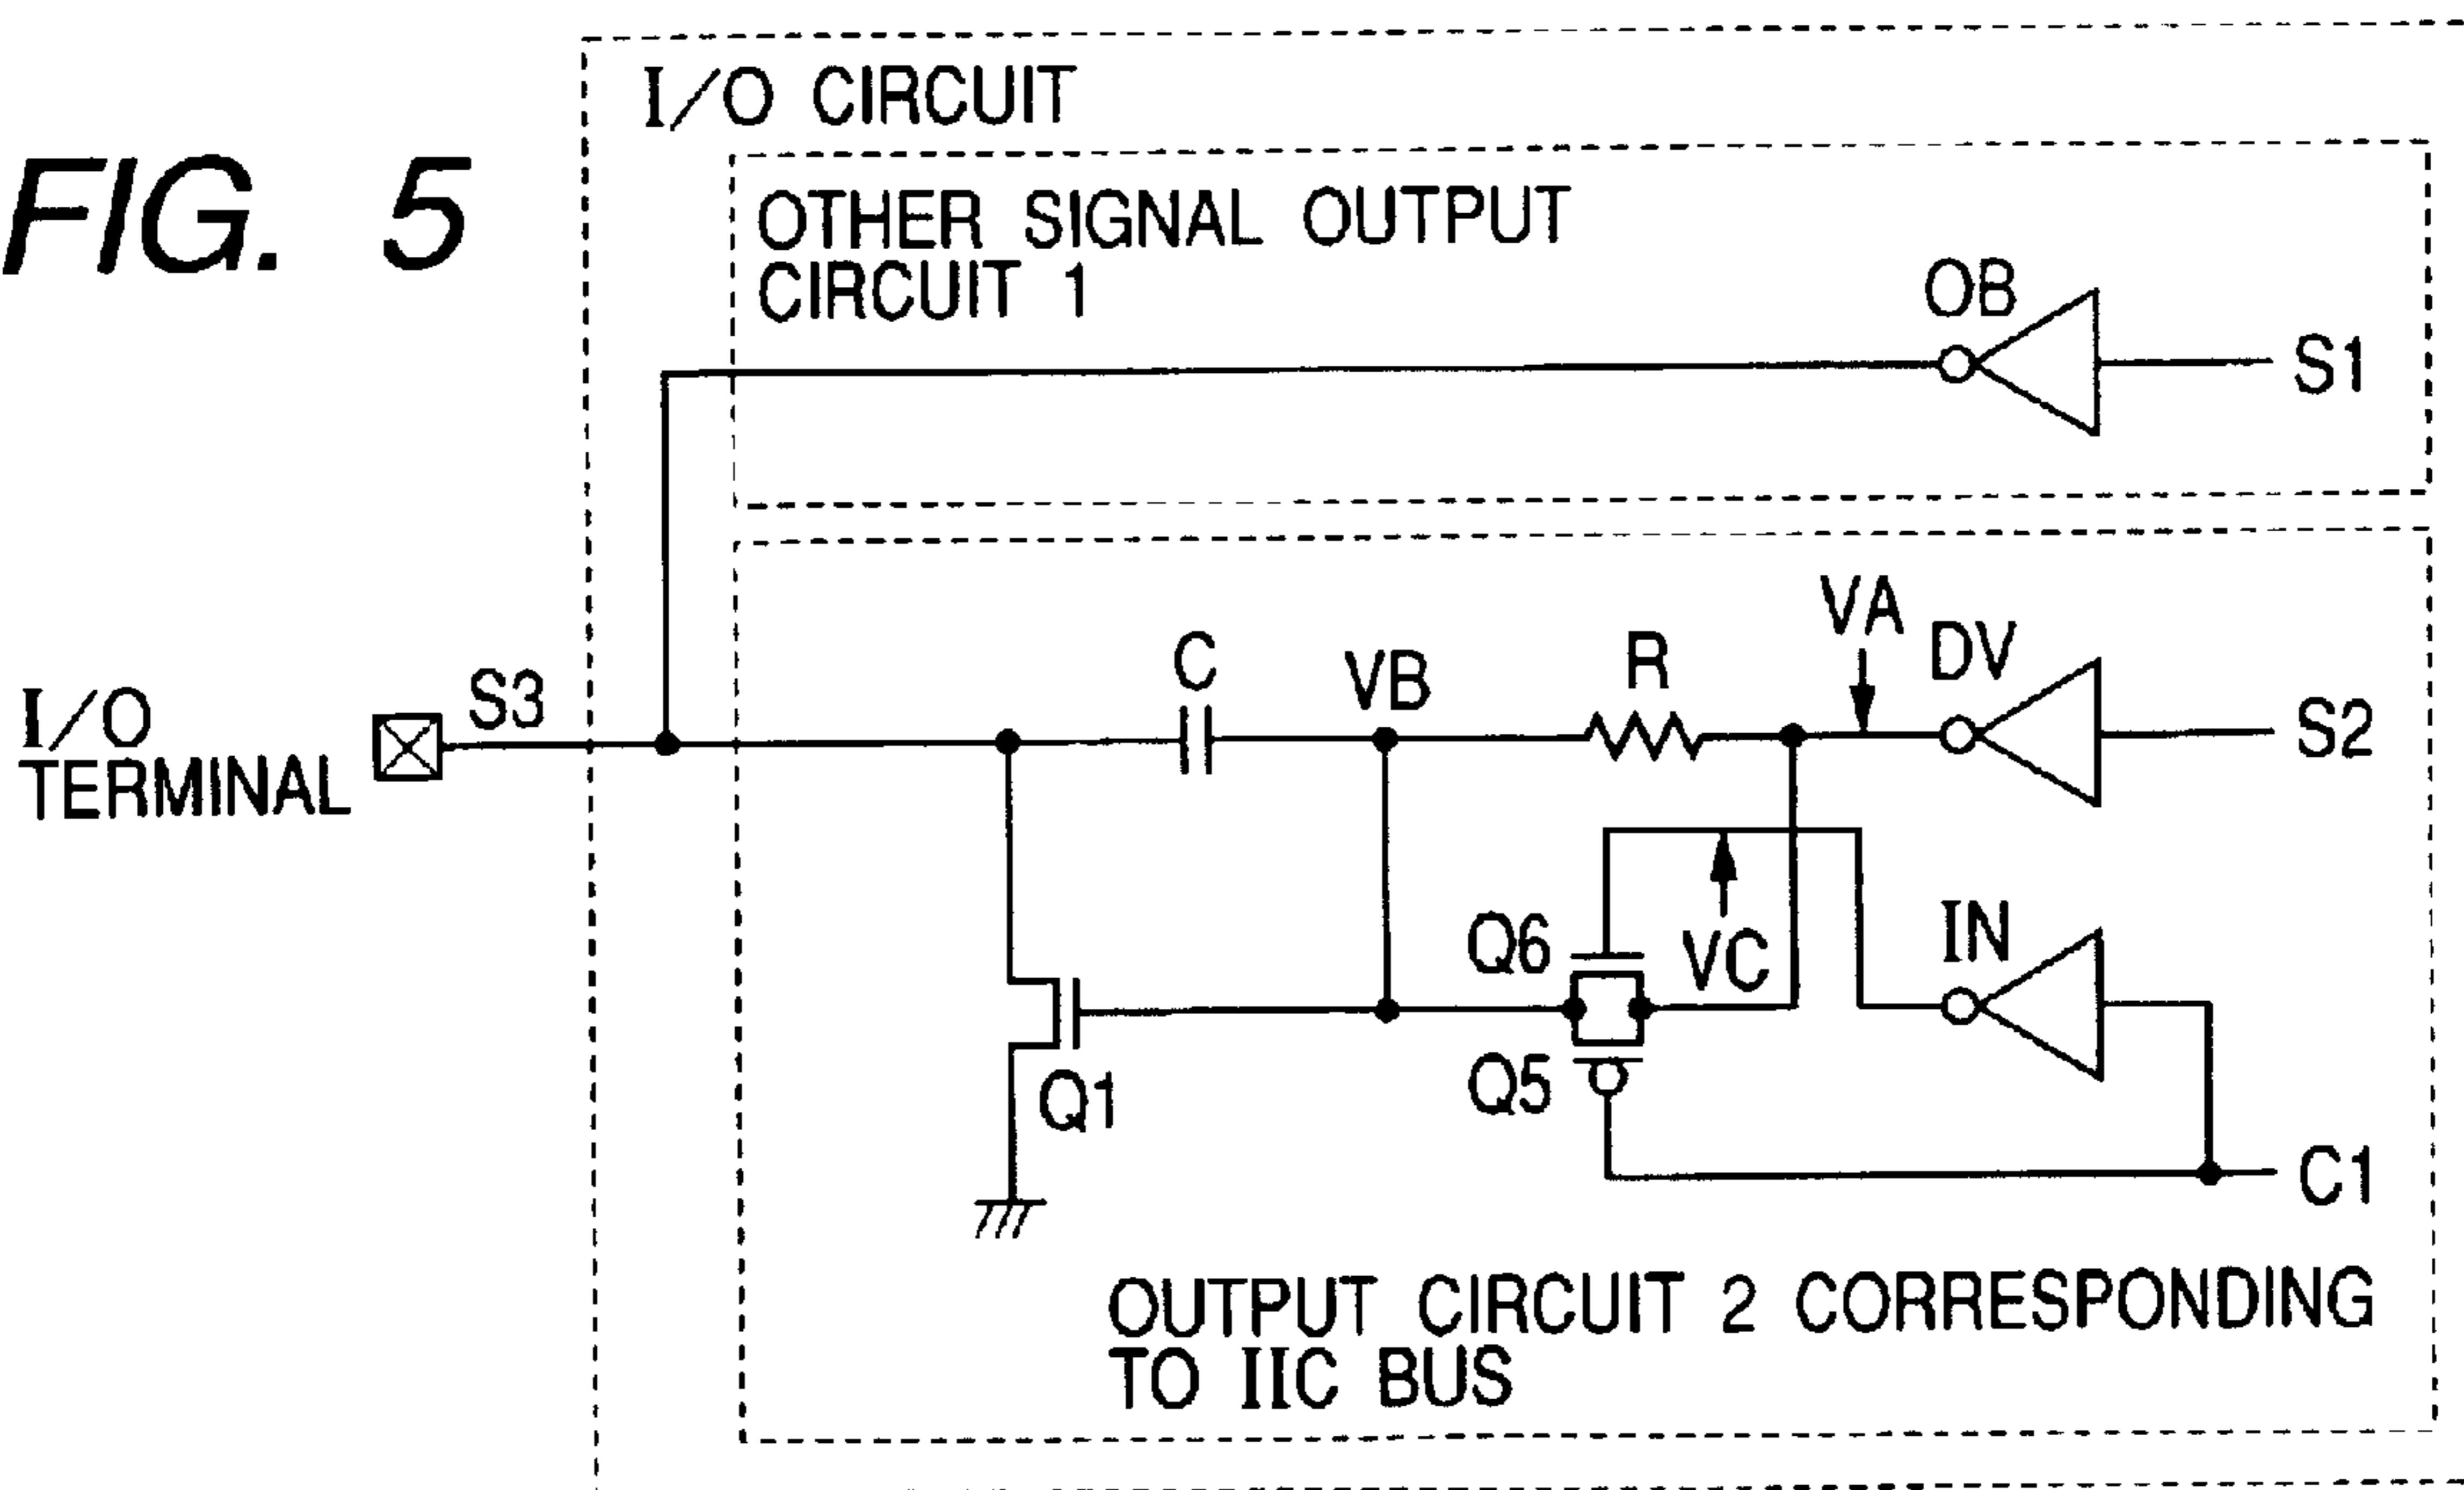 FIG. 5
I/O CIRCUIT
OTHER SIGNAL OUTPUT
CIRCUIT 1
OB
S1
I/O
TERMINAL
S3
C
VB
R
VA
DV
S2
Q6
VC
IN
Q5
Q1
C1
OUTPUT CIRCUIT 2 CORRESPONDING
TO IIC BUS